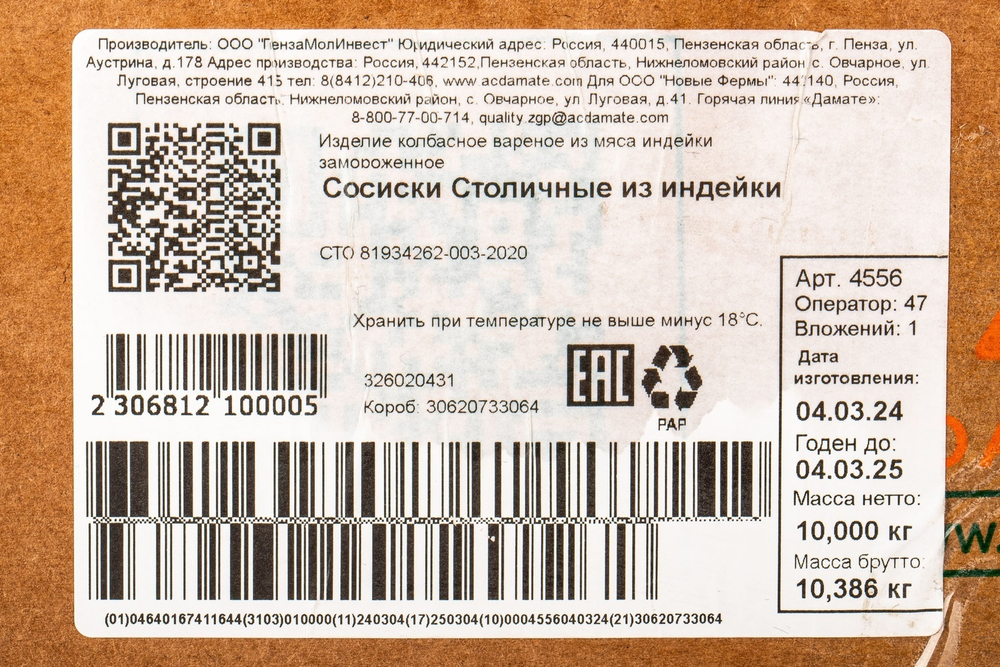 Производитель: ООО "ПензаМолИнвест" Юридический адрес: Россия, 440015, Пензенская область, г. Пенза, ул.
Аустрина, д.178 Адрес производства: Россия, 442152,Пензенская область, Нижнеломовский район, с. Овчарное, ул.
Луговая, строение 415 тел: 8(8412)210-406, www.acdamate.com Для ООО "Новые Фермы": 442140, Россия,
Пензенская область, Нижнеломовский район, с. Овчарное, ул Луговая, д.41. Горячая линия «Дамате»:
8-800-77-00-714, quality.zgp@acdamate.com
Изделие колбасное вареное из мяса индейки
замороженное
Сосиски Столичные из индейки
СТО 81934262-003-2020
Хранить при температуре не выше минус 18°С.
326020431
Короб: 30620733064
EAC
PAP
2 306812 100005
Арт. 4556
Оператор: 47
Вложений: 1
Дата
изготовления:
04.03.24
Годен до:
04.03.25
Масса нетто:
10,000 кг
Масса брутто:
10,386 кг
(01)04640167411644(3103)010000(11)240304(17)250304(10)0004556040324(21)30620733064